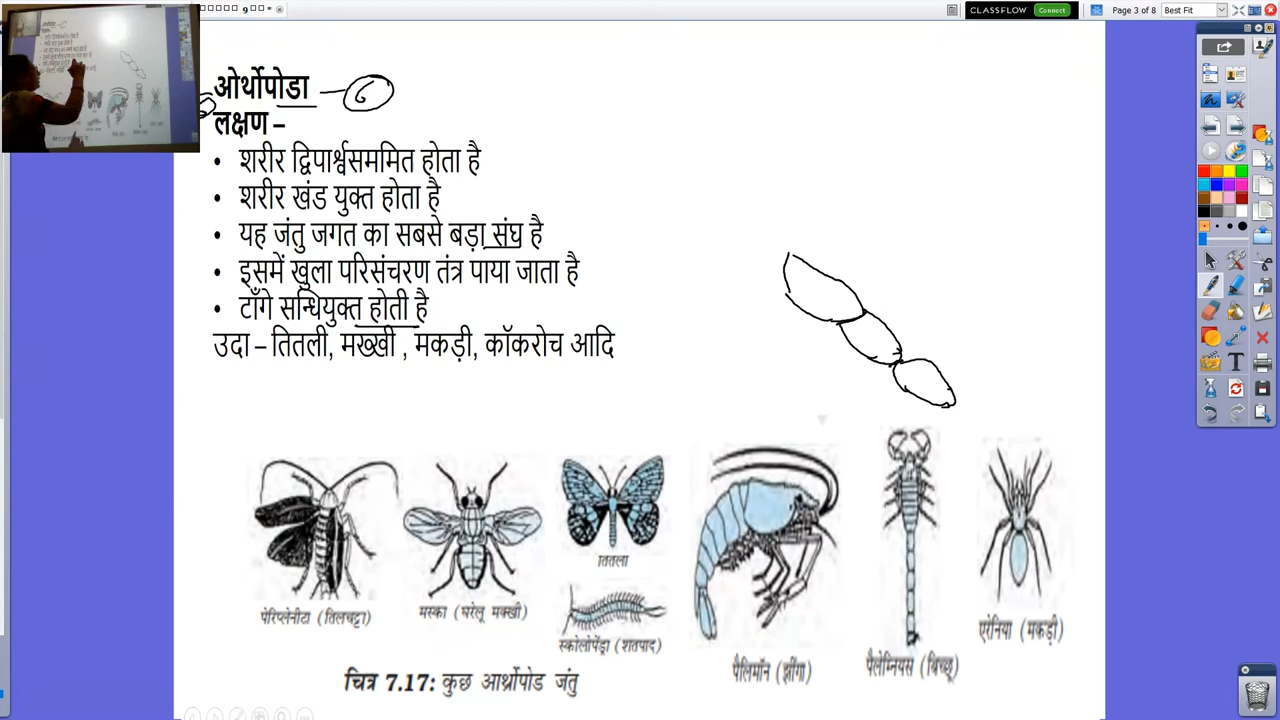 9 *
CLASSFLOW Connect
Page 3 of 8
Best Fit
ओर्थोपोडा
लक्षण –
• शरीर द्विपार्श्वसममित होता है
• शरीर खंड युक्त होता है
• यह जंतु जगत का सबसे बड़ा संघ है
• इसमें खुला परिसंचरण तंत्र पाया जाता है
• टाँगे सन्धियुक्त होती है
उदा – तितली, मख्खी , मकड़ी, कॉकरोच आदि
पेरिप्लेनीटा (तिलचट्टा)
मस्का (घरेलू मक्खी)
तितला
स्कोलोपेंड्रा (शतपाद)
पैलिमॉन (झींगा)
पैलेम्नियस (बिच्छू)
एरेनिया (मकड़ी)
चित्र 7.17: कुछ आर्थ्रोपोड जंतु